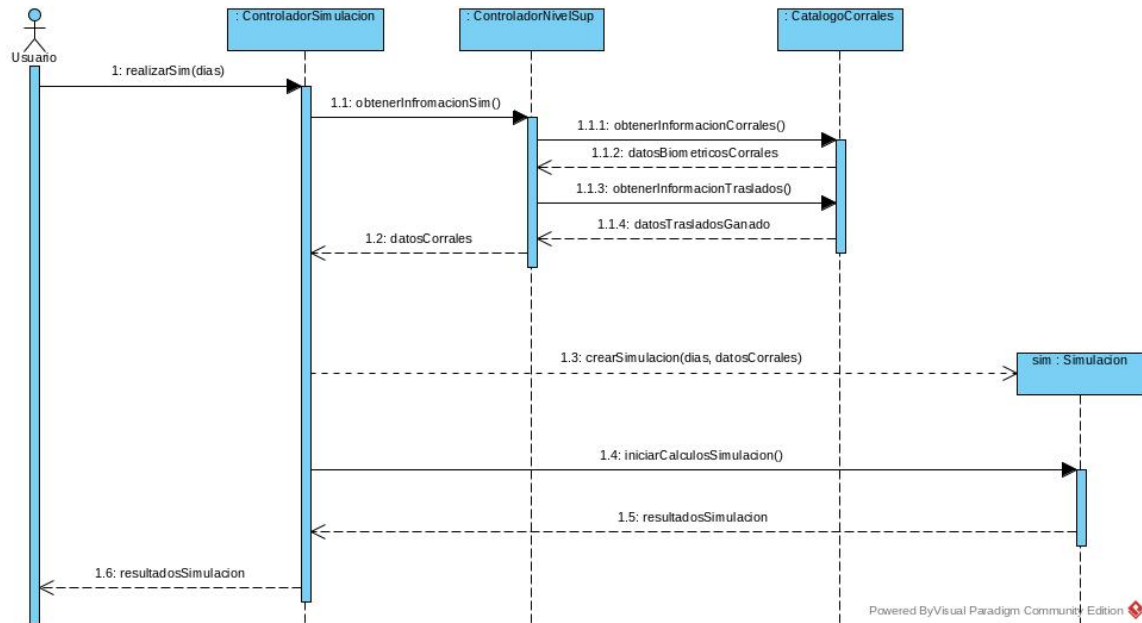 : ControladorSimulacion
: ControladorNivelSup
: CatalogoCorrales
Usuario
1: realizarSim(dias)
1.1: obtenerInfromacionSim()
1.1.1: obtenerInformacionCorrales()
1.1.2: datosBiometricosCorrales
1.1.3: obtenerInformacionTraslados()
1.1.4: datosTrasladosGanado
1.2: datosCorrales
1.3: crearSimulacion(dias, datosCorrales)
sim : Simulacion
1.4: iniciarCalculosSimulacion()
1.5: resultadosSimulacion
1.6: resultadosSimulacion
Powered ByVisual Paradigm Community Edition